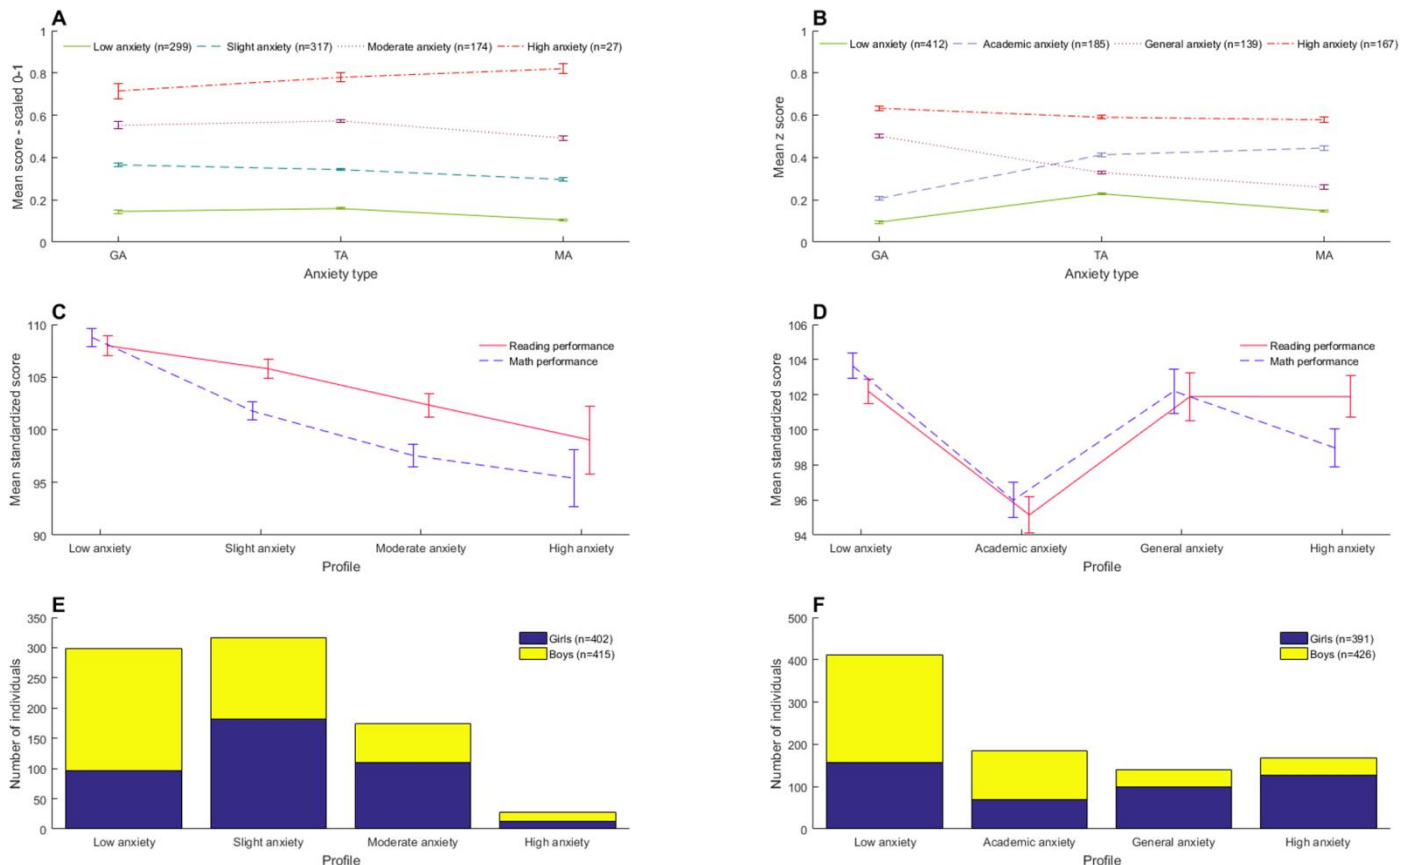 A
Low anxiety (n=299) Slight anxiety (n=317) Moderate anxiety (n=174) High anxiety (n=27)
1
0.8
0.6
0.4
0.2
0
Mean score - scaled 0-1
GA TA MA
Anxiety type
B
Low anxiety (n=412) Academic anxiety (n=185) General anxiety (n=139) High anxiety (n=167)
1
0.8
0.6
0.4
0.2
0
Mean z score
GA TA MA
Anxiety type
C
110
105
100
95
90
Mean standardized score
Reading performance
Math performance
Low anxiety Slight anxiety Moderate anxiety High anxiety
Profile
D
106
104
102
100
98
96
94
Mean standardized score
Reading performance
Math performance
Low anxiety Academic anxiety General anxiety High anxiety
Profile
E
350
300
250
200
150
100
50
0
Number of individuals
Girls (n=402)
Boys (n=415)
Low anxiety Slight anxiety Moderate anxiety High anxiety
Profile
F
500
400
300
200
100
0
Number of individuals
Girls (n=391)
Boys (n=426)
Low anxiety Academic anxiety General anxiety High anxiety
Profile